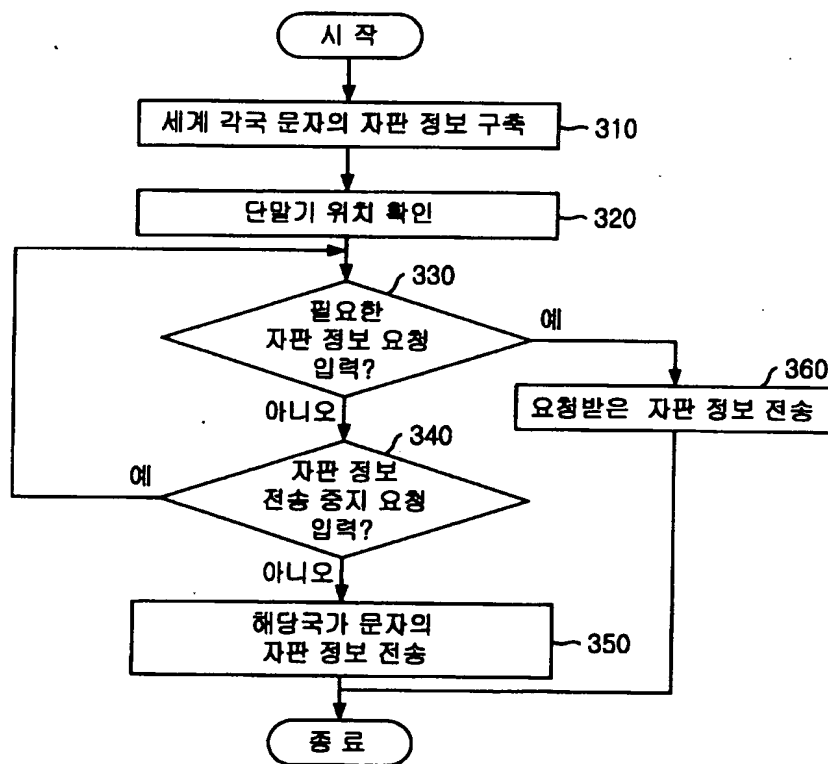 시 작
세계 각국 문자의 자판 정보 구축
310
단말기 위치 확인
320
330
필요한
자판 정보 요청
입력?
예
아니오
360
요청받은 자판 정보 전송
340
자판 정보
전송 중지 요청
입력?
예
아니오
해당국가 문자의
자판 정보 전송
350
종 료